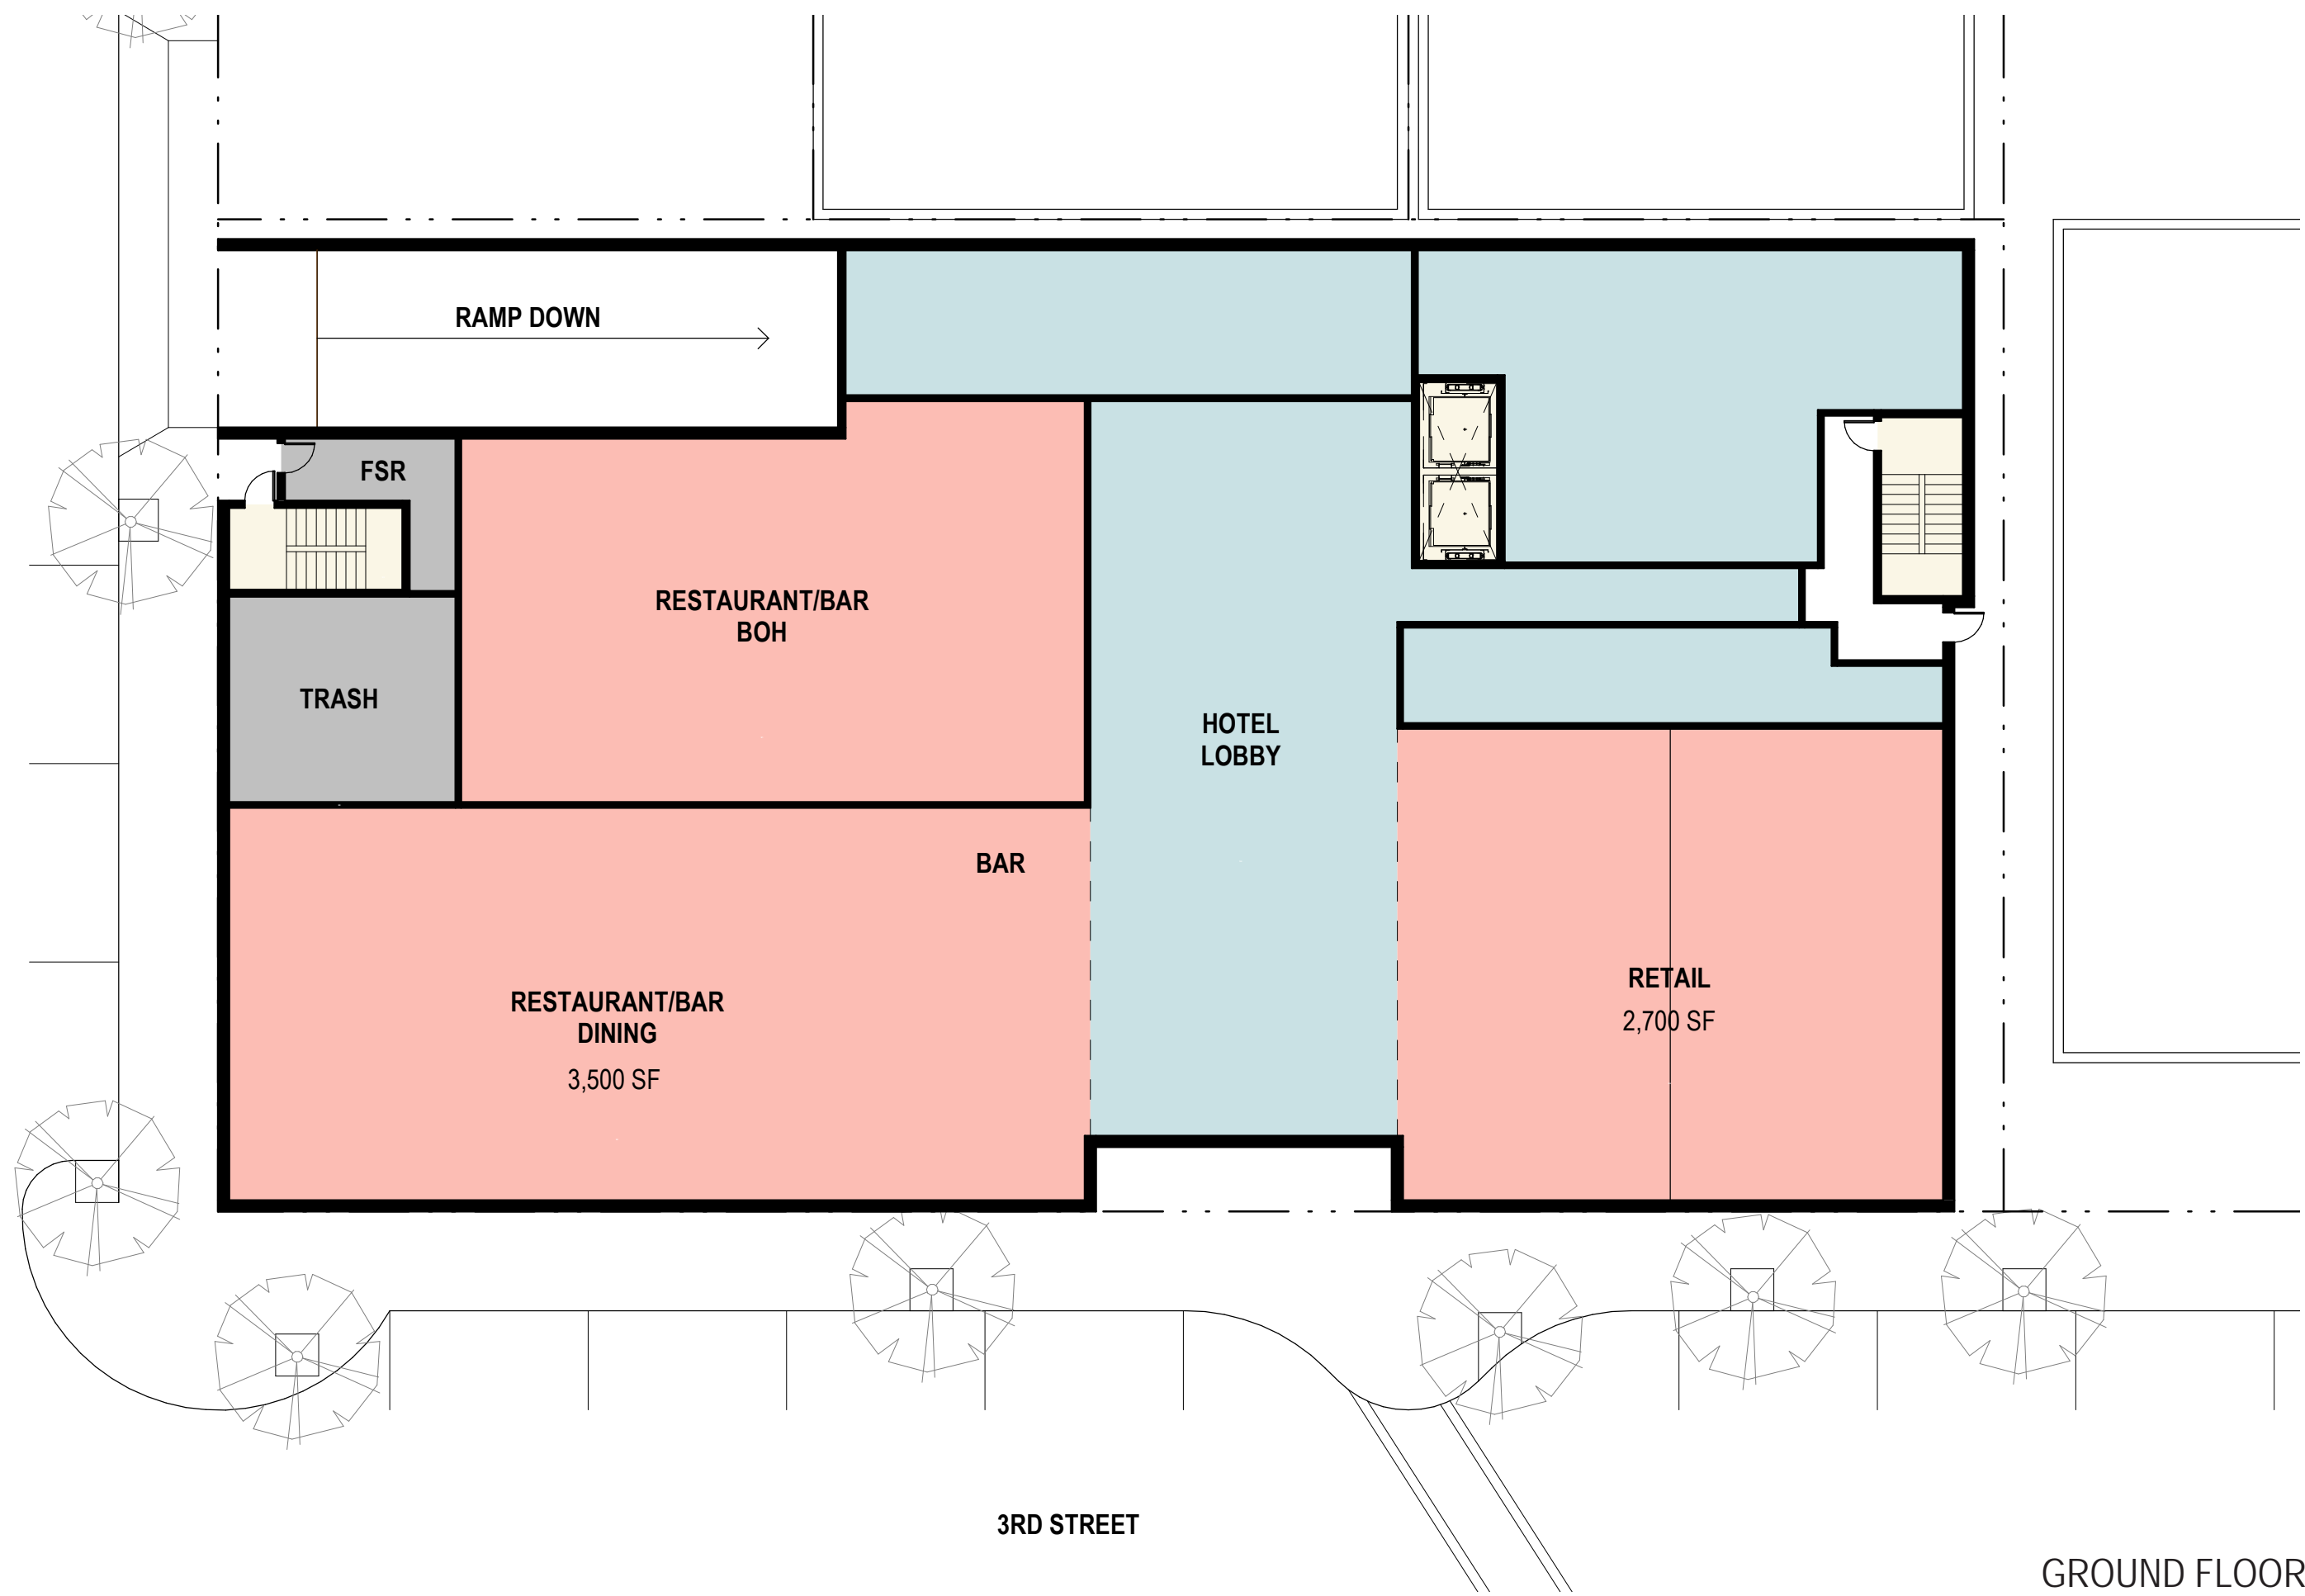 RAMP DOWN
FSR
RESTAURANT/BAR
BOH
TRASH
HOTEL
LOBBY
BAR
RESTAURANT/BAR
DINING
3,500 SF
RETAIL
2,700 SF
3RD STREET
GROUND FLOOR